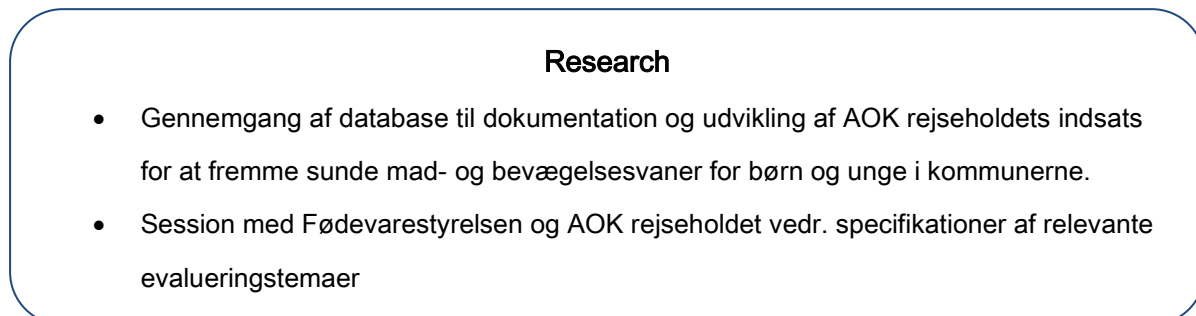 Research
• Gennemgang af database til dokumentation og udvikling af AOK rejseholdets indsats
for at fremme sunde mad- og bevægelsesvaner for børn og unge i kommunerne.
• Session med Fødevarestyrelsen og AOK rejseholdet vedr. specifikationer af relevante
evalueringstemaer